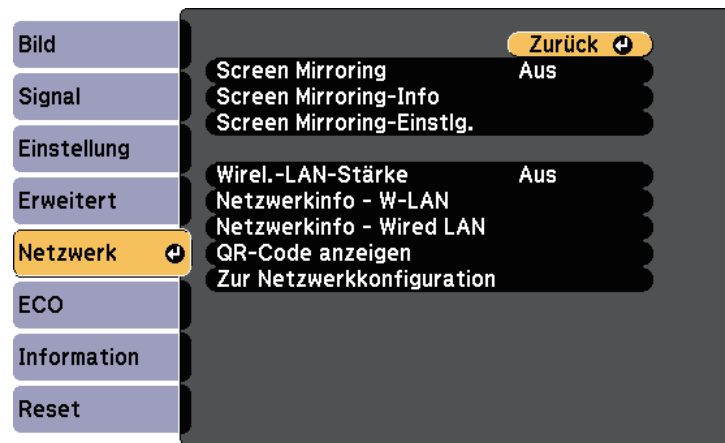 Bild
Signal
Einstellung
Erweitert
Netzwerk
ECO
Information
Reset
Zurück
Screen Mirroring Aus
Screen Mirroring-Info
Screen Mirroring-Einstlg.
Wirel.-LAN-Stärke Aus
Netzwerkinfo - W-LAN
Netzwerkinfo - Wired LAN
QR-Code anzeigen
Zur Netzwerkkonfiguration